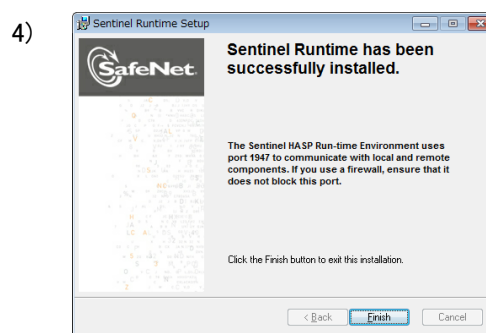 4)
Sentinel Runtime Setup
SafeNet.
Sentinel Runtime has been
successfully installed.
The Sentinel HASP Run-time Environment uses
port 1947 to communicate with local and remote
components. If you use a firewall, ensure that it
does not block this port.
Click the Finish button to exit this installation.
< Back Finish Cancel